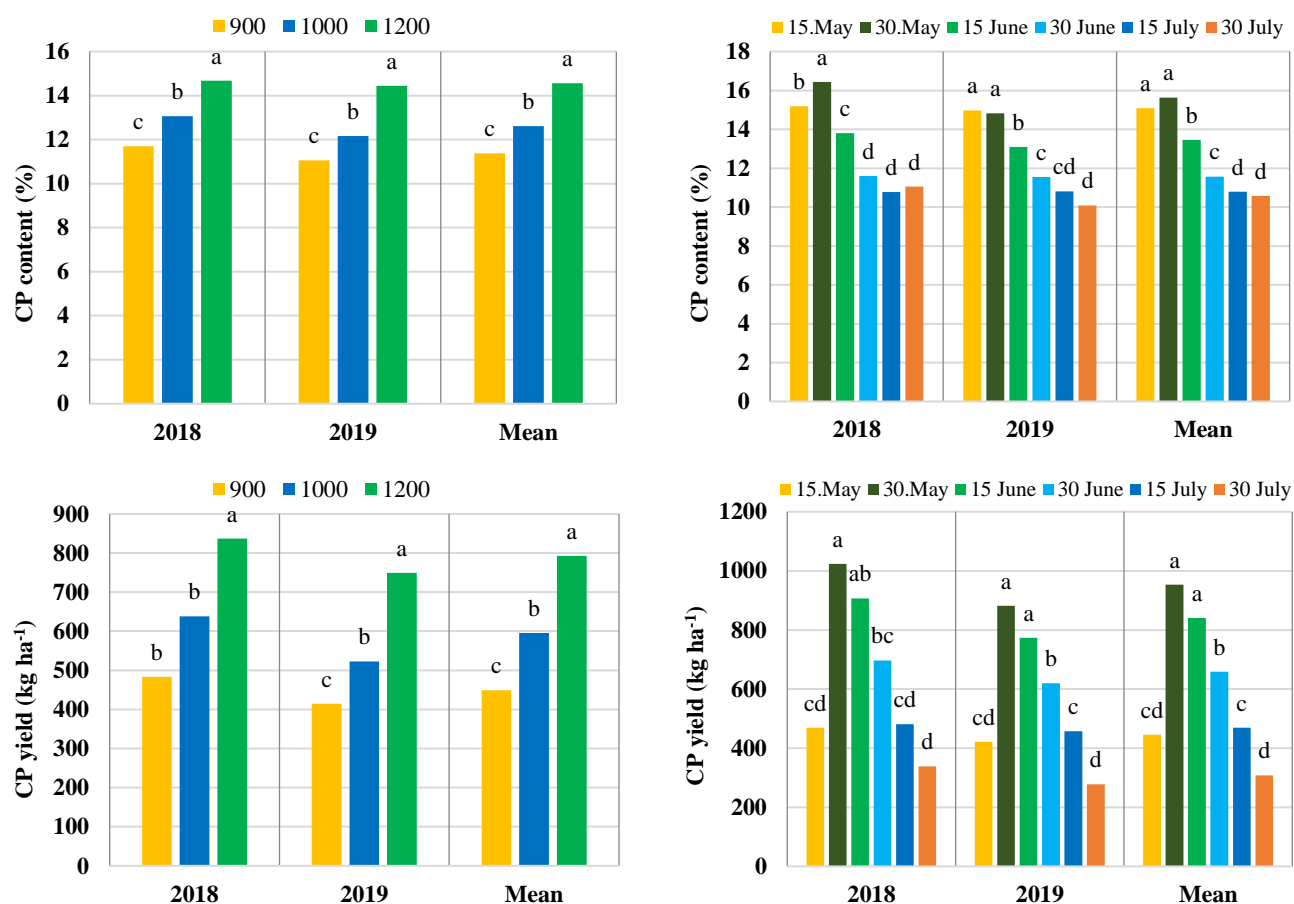 900 1000 1200
CP content (%)
16
14
12
10
8
6
4
2
0
c b a c b a c b a
2018 2019 Mean
15.May 30.May 15 June 30 June 15 July 30 July
CP content (%)
18
16
14
12
10
8
6
4
2
0
b a c d d d a a b c cd d a a b c d d
2018 2019 Mean
900 1000 1200
CP yield (kg ha-1)
900
800
700
600
500
400
300
200
100
0
b b a c b a c b a
2018 2019 Mean
15.May 30.May 15 June 30 June 15 July 30 July
CP yield (kg ha-1)
1200
1000
800
600
400
200
0
cd a ab bc cd d cd a a b c d cd a a b c d
2018 2019 Mean